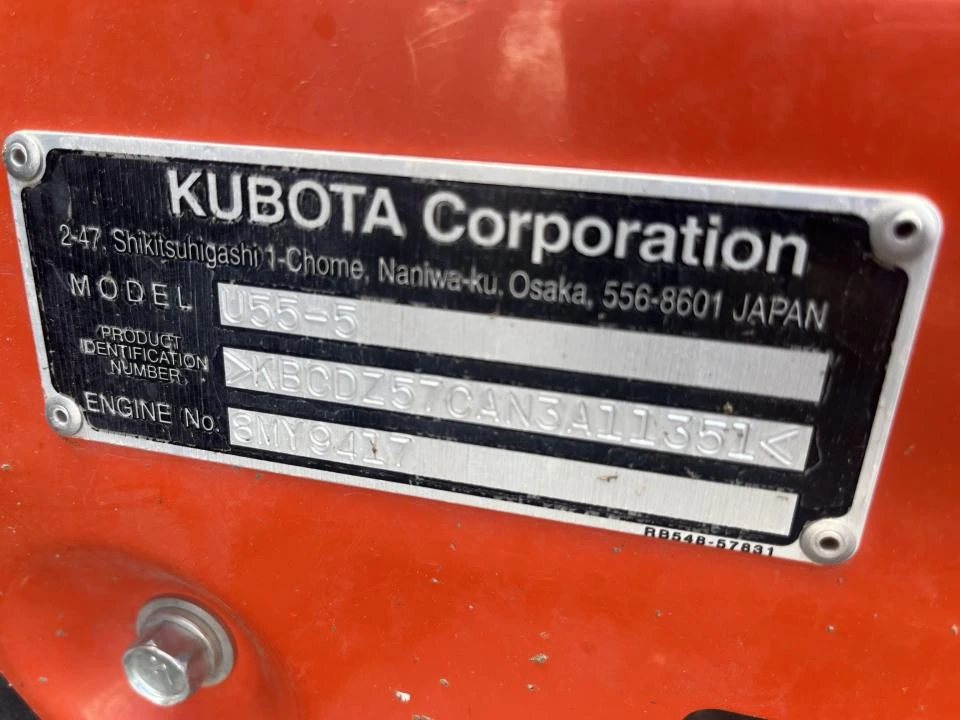 KUBOTA Corporation
2-47, Shikitsuhigashi 1-Chome, Naniwa-ku, Osaka, 556-8601 JAPAN
MODEL U55-5
PRODUCT IDENTIFICATION NUMBER >KBCDZ57CAN3A11351<
ENGINE No. 8MY9417
RB548-57831